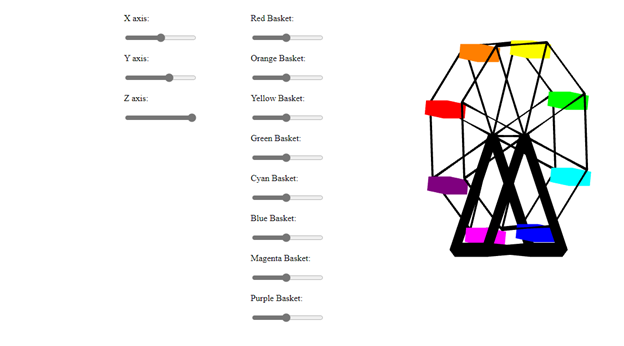 X axis:
Y axis:
Z axis:
Red Basket:
Orange Basket:
Yellow Basket:
Green Basket:
Cyan Basket:
Blue Basket:
Magenta Basket:
Purple Basket: